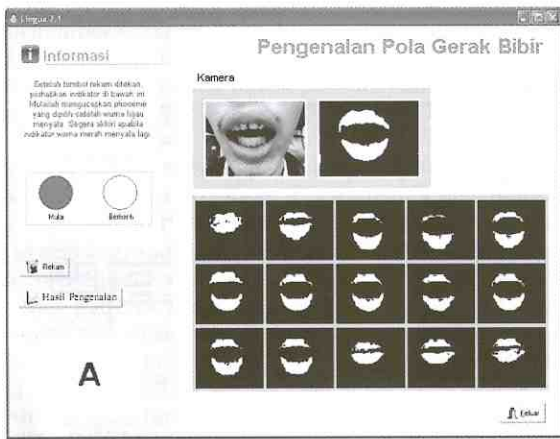 Lingua 2.1
Informasi
Pengenalan Pola Gerak Bibir
Setelah tombol rekam ditekan,
perhatikan indikator di bawah ini.
Mulailah mengucapkan phoneme
yang dipilih setelah warna hijau
menyala. Segera akhiri apabila
indikator warna merah menyala lagi.
Kamera
Mulai
Berhenti
Rekam
Hasil Pengenalan
A
Keluar